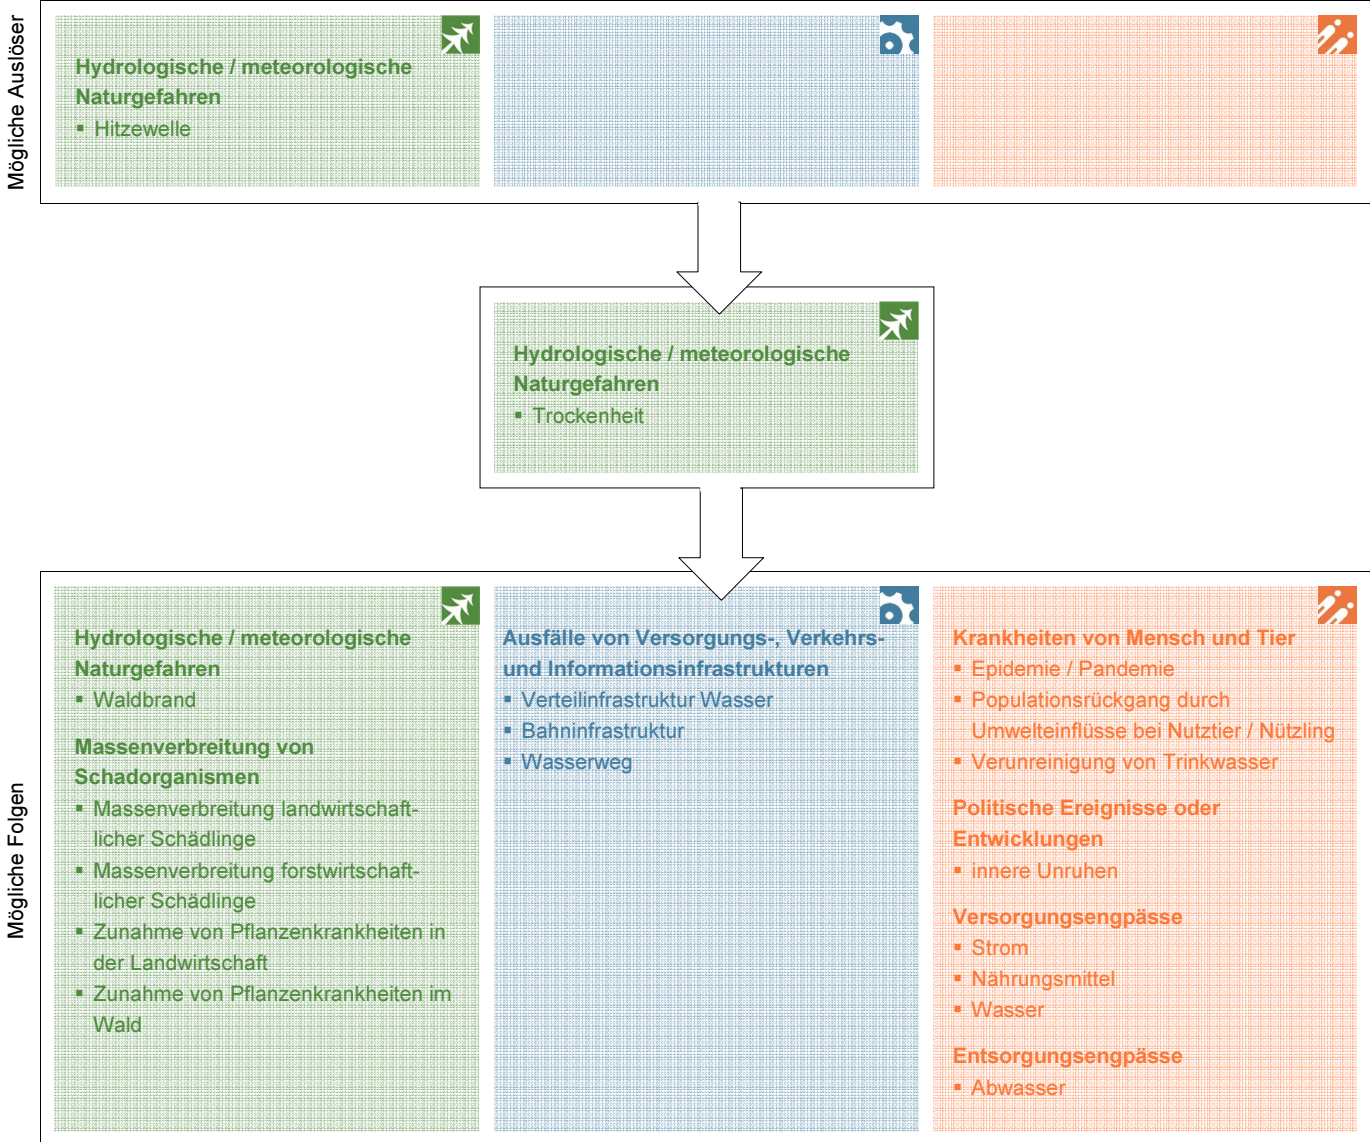 Mögliche Auslöser
Hydrologische / meteorologische
Naturgefahren
▪ Hitzewelle
Hydrologische / meteorologische
Naturgefahren
▪ Trockenheit
Mögliche Folgen
Hydrologische / meteorologische
Naturgefahren
▪ Waldbrand
Massenverbreitung von
Schadorganismen
▪ Massenverbreitung landwirtschaft-
licher Schädlinge
▪ Massenverbreitung forstwirtschaft-
licher Schädlinge
▪ Zunahme von Pflanzenkrankheiten in
der Landwirtschaft
▪ Zunahme von Pflanzenkrankheiten im
Wald
Ausfälle von Versorgungs-, Verkehrs-
und Informationsinfrastrukturen
▪ Verteilinfrastruktur Wasser
▪ Bahninfrastruktur
▪ Wasserweg
Krankheiten von Mensch und Tier
▪ Epidemie / Pandemie
▪ Populationsrückgang durch
Umwelteinflüsse bei Nutztier / Nützling
▪ Verunreinigung von Trinkwasser
Politische Ereignisse oder
Entwicklungen
▪ innere Unruhen
Versorgungsengpässe
▪ Strom
▪ Nährungsmittel
▪ Wasser
Entsorgungsengpässe
▪ Abwasser